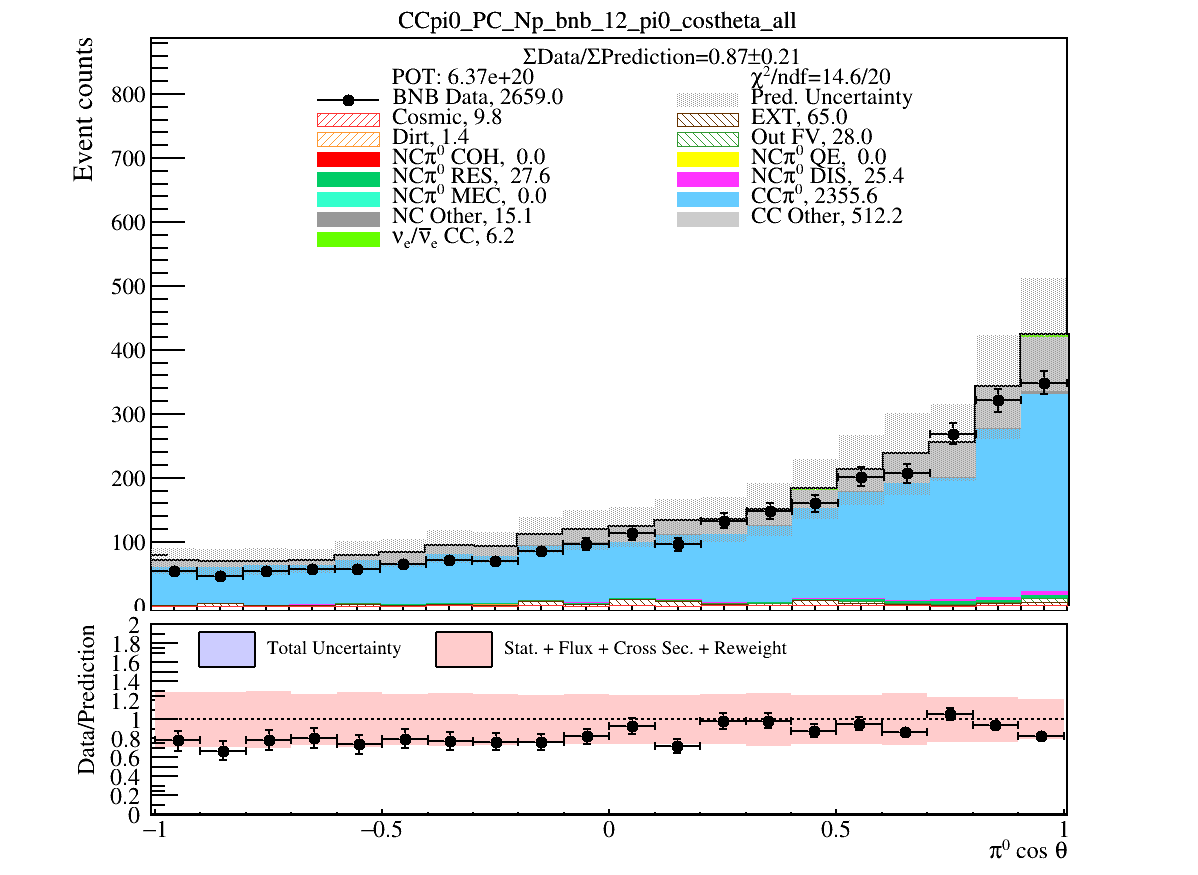 CCpi0_PC_Np_bnb_12_pi0_costheta_all
ΣData/ΣPrediction=0.87±0.21
POT: 6.37e+20
χ²/ndf=14.6/20
BNB Data, 2659.0
Pred. Uncertainty
Cosmic, 9.8
EXT, 65.0
Dirt, 1.4
Out FV, 28.0
NCπ⁰ COH, 0.0
NCπ⁰ QE, 0.0
NCπ⁰ RES, 27.6
NCπ⁰ DIS, 25.4
NCπ⁰ MEC, 0.0
CCπ⁰, 2355.6
NC Other, 15.1
CC Other, 512.2
νₑ/ν̅ₑ CC, 6.2
Event counts
800
700
600
500
400
300
200
100
0
Total Uncertainty
Stat. + Flux + Cross Sec. + Reweight
Data/Prediction
2
1.8
1.6
1.4
1.2
1
0.8
0.6
0.4
0.2
0
−1 −0.5 0 0.5 1
π⁰ cos θ